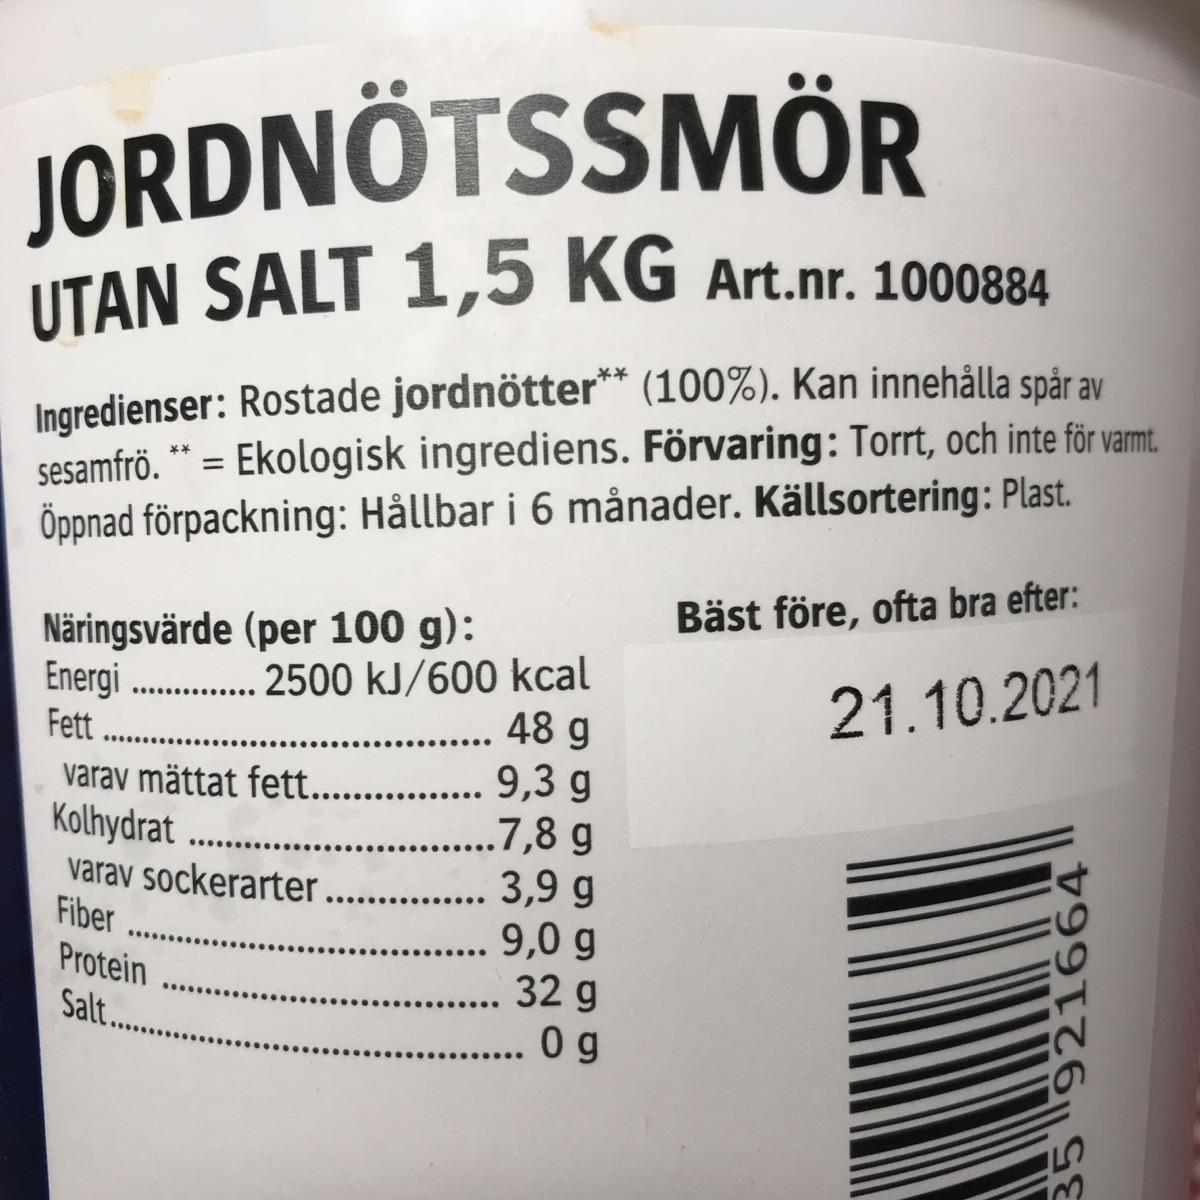 JORDNÖTSSMÖR
UTAN SALT 1,5 KG Art.nr. 1000884
Ingredienser: Rostade jordnötter** (100%). Kan innehålla spår av
sesamfrö. ** = Ekologisk ingrediens. Förvaring: Torrt, och inte för varmt.
Öppnad förpackning: Hållbar i 6 månader. Källsortering: Plast.
Näringsvärde (per 100 g):
Energi .............. 2500 kJ/600 kcal
Fett ............................................. 48 g
varav mättat fett.................. 9,3 g
Kolhydrat ...................................7,8 g
varav sockerarter ................ 3,9 g
Fiber ......................................... 9,0 g
Protein ...................................... 32 g
Salt............................................... 0 g
Bäst före, ofta bra efter:
21.10.2021
35 921664